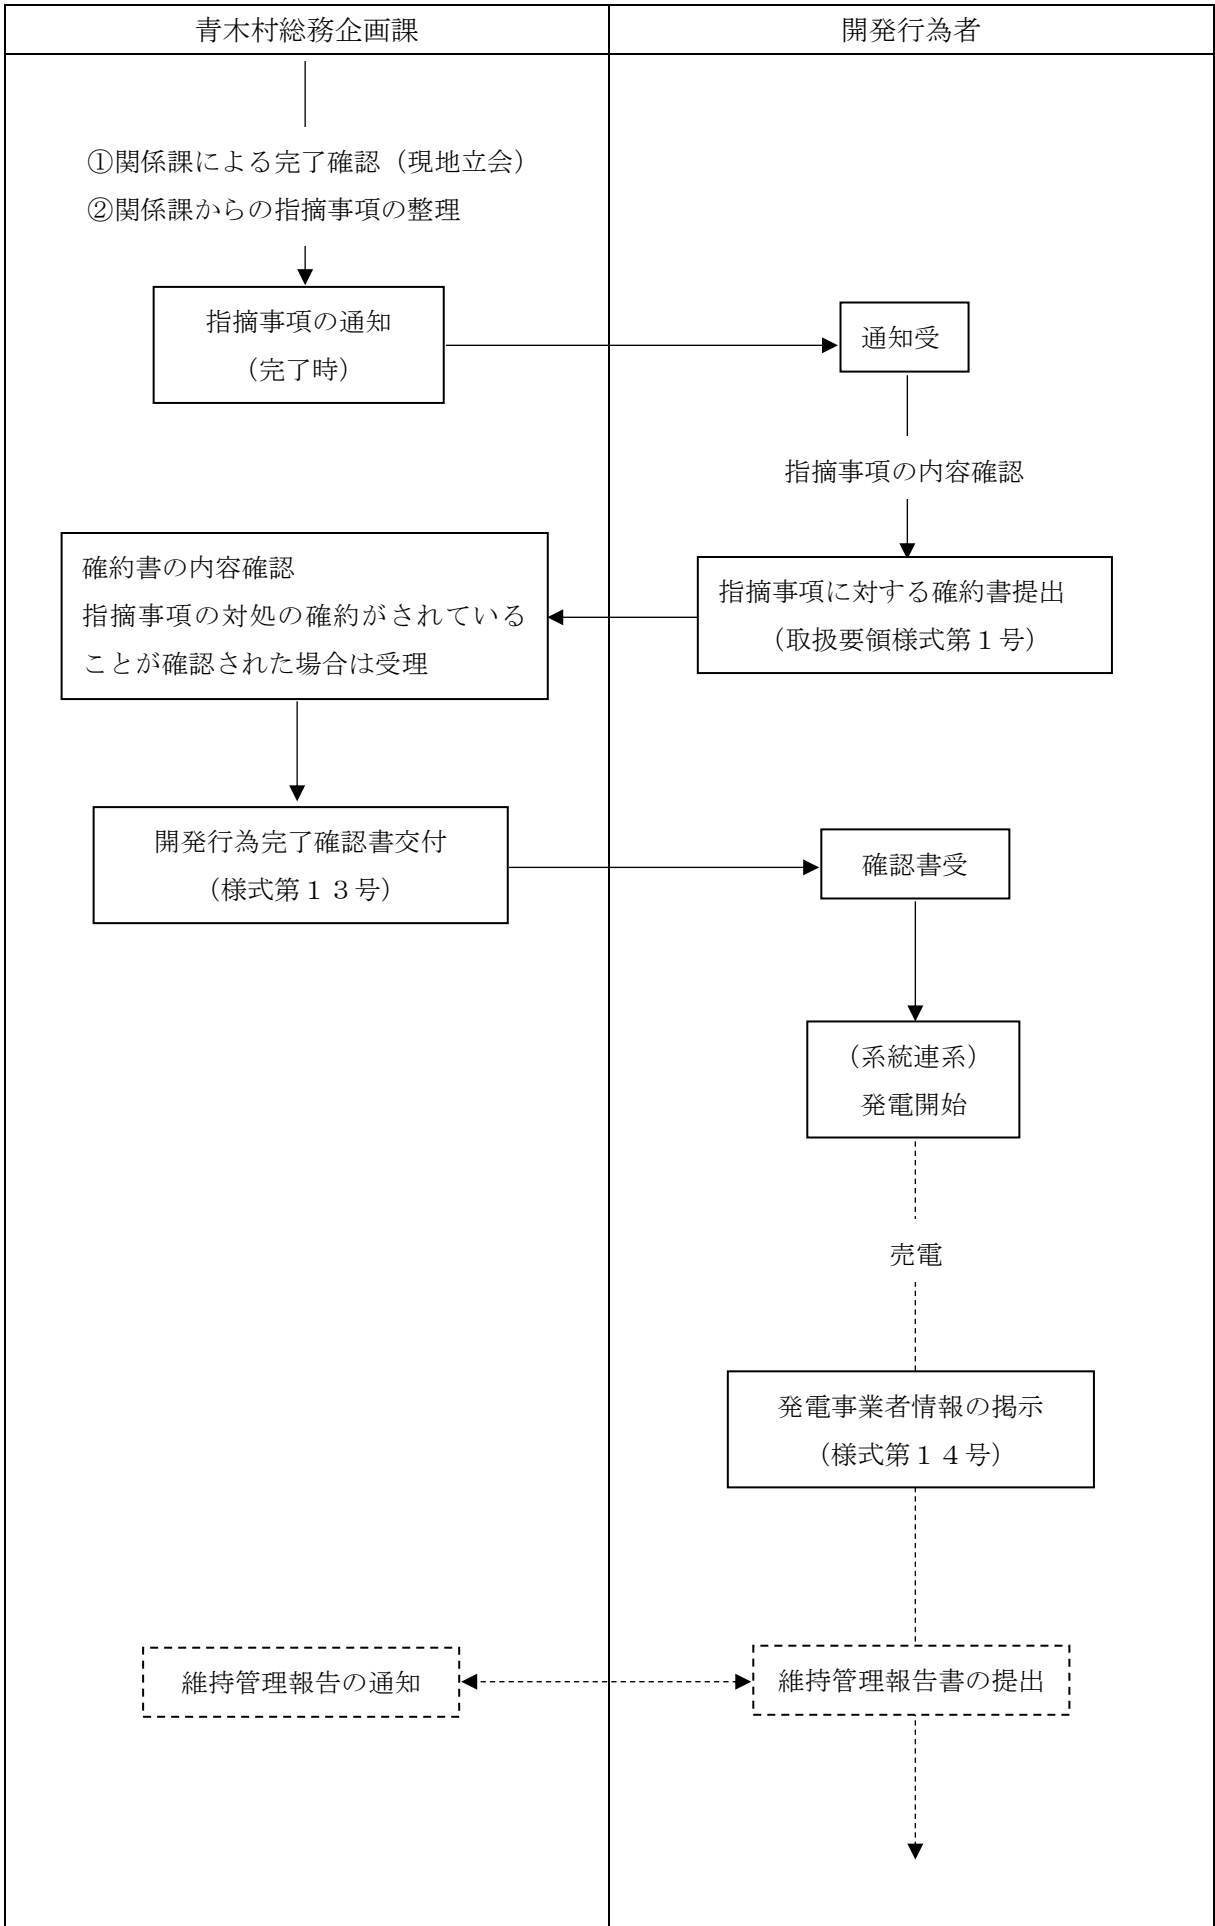 青木村総務企画課
開発行為者
①関係課による完了確認（現地立会）
②関係課からの指摘事項の整理
指摘事項の通知
（完了時）
通知受
指摘事項の内容確認
指摘事項に対する確約書提出
（取扱要領様式第１号）
確約書の内容確認
指摘事項の対処の確約がされている
ことが確認された場合は受理
開発行為完了確認書交付
（様式第１３号）
確認書受
（系統連系）
発電開始
売電
発電事業者情報の掲示
（様式第１４号）
維持管理報告の通知
維持管理報告書の提出